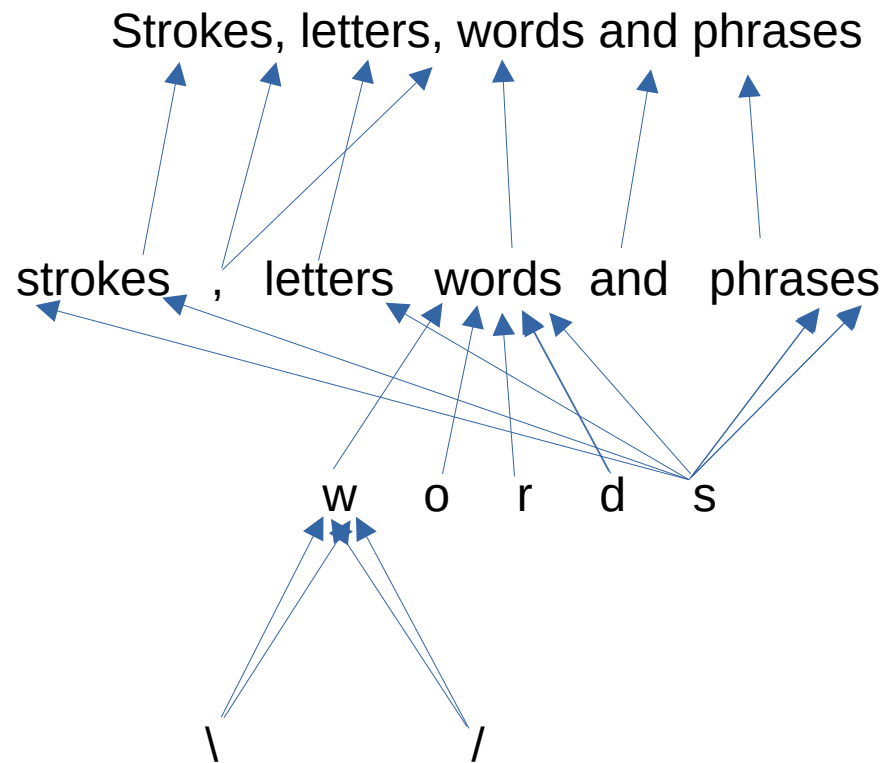 Strokes, letters, words and phrases
strokes , letters words and phrases
w o r d s
\ /